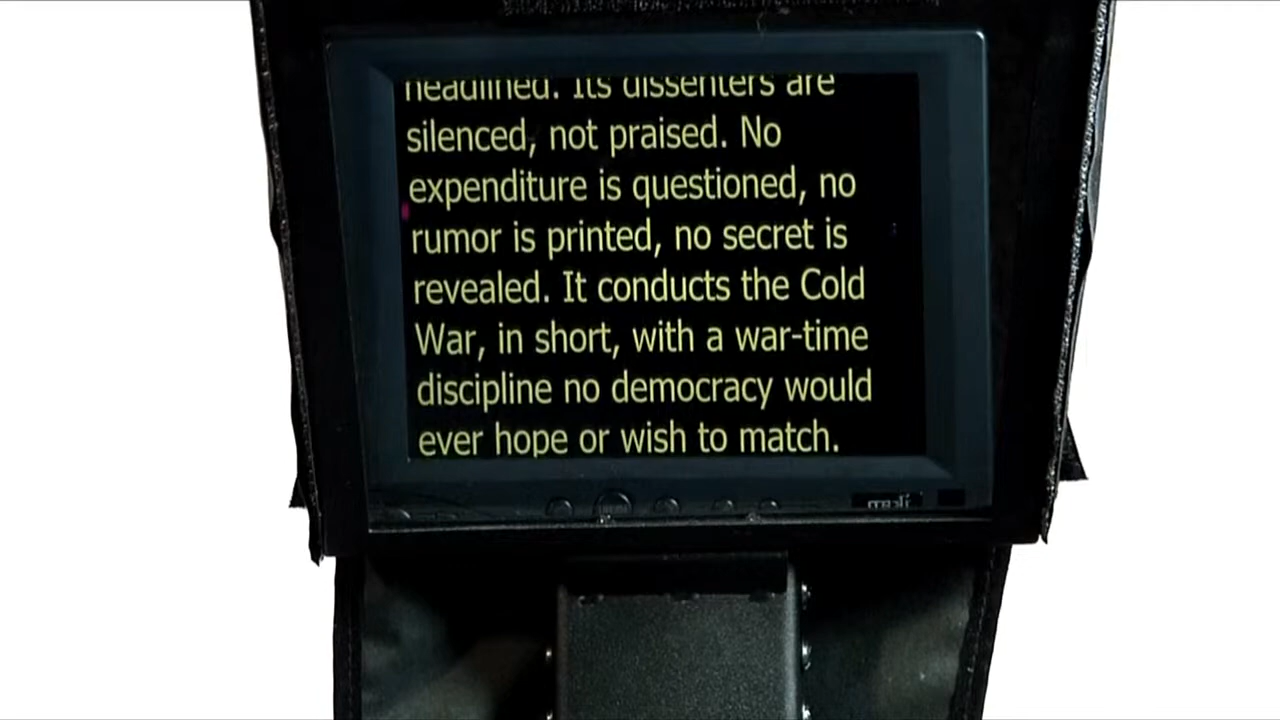 headlined. Its dissenters are
silenced, not praised. No
expenditure is questioned, no
rumor is printed, no secret is
revealed. It conducts the Cold
War, in short, with a war-time
discipline no democracy would
ever hope or wish to match.